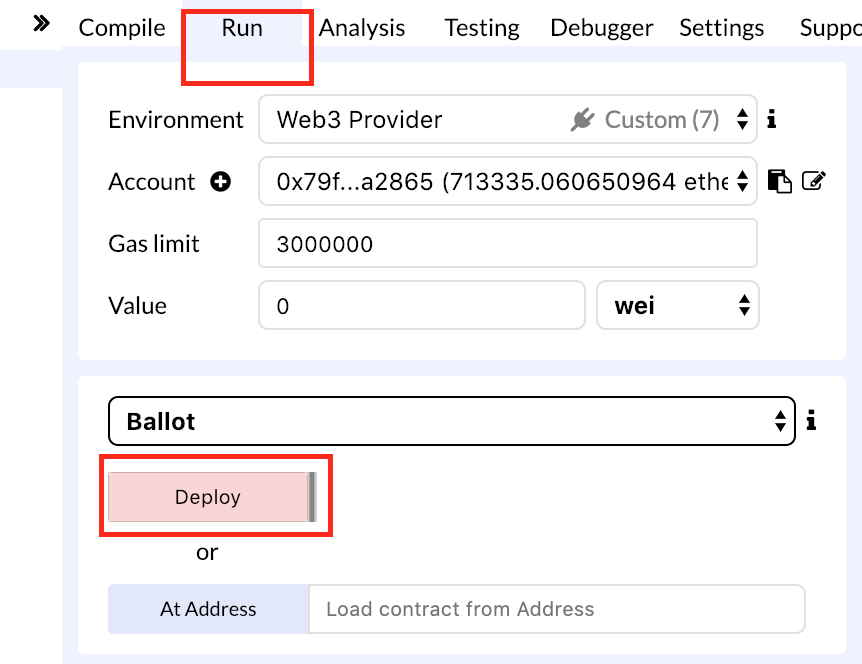 Compile Run Analysis Testing Debugger Settings Suppo
Environment Web3 Provider Custom (7)
Account 0x79f...a2865 (713335.060650964 ethe
Gas limit 3000000
Value 0 wei
Ballot
Deploy
or
At Address Load contract from Address